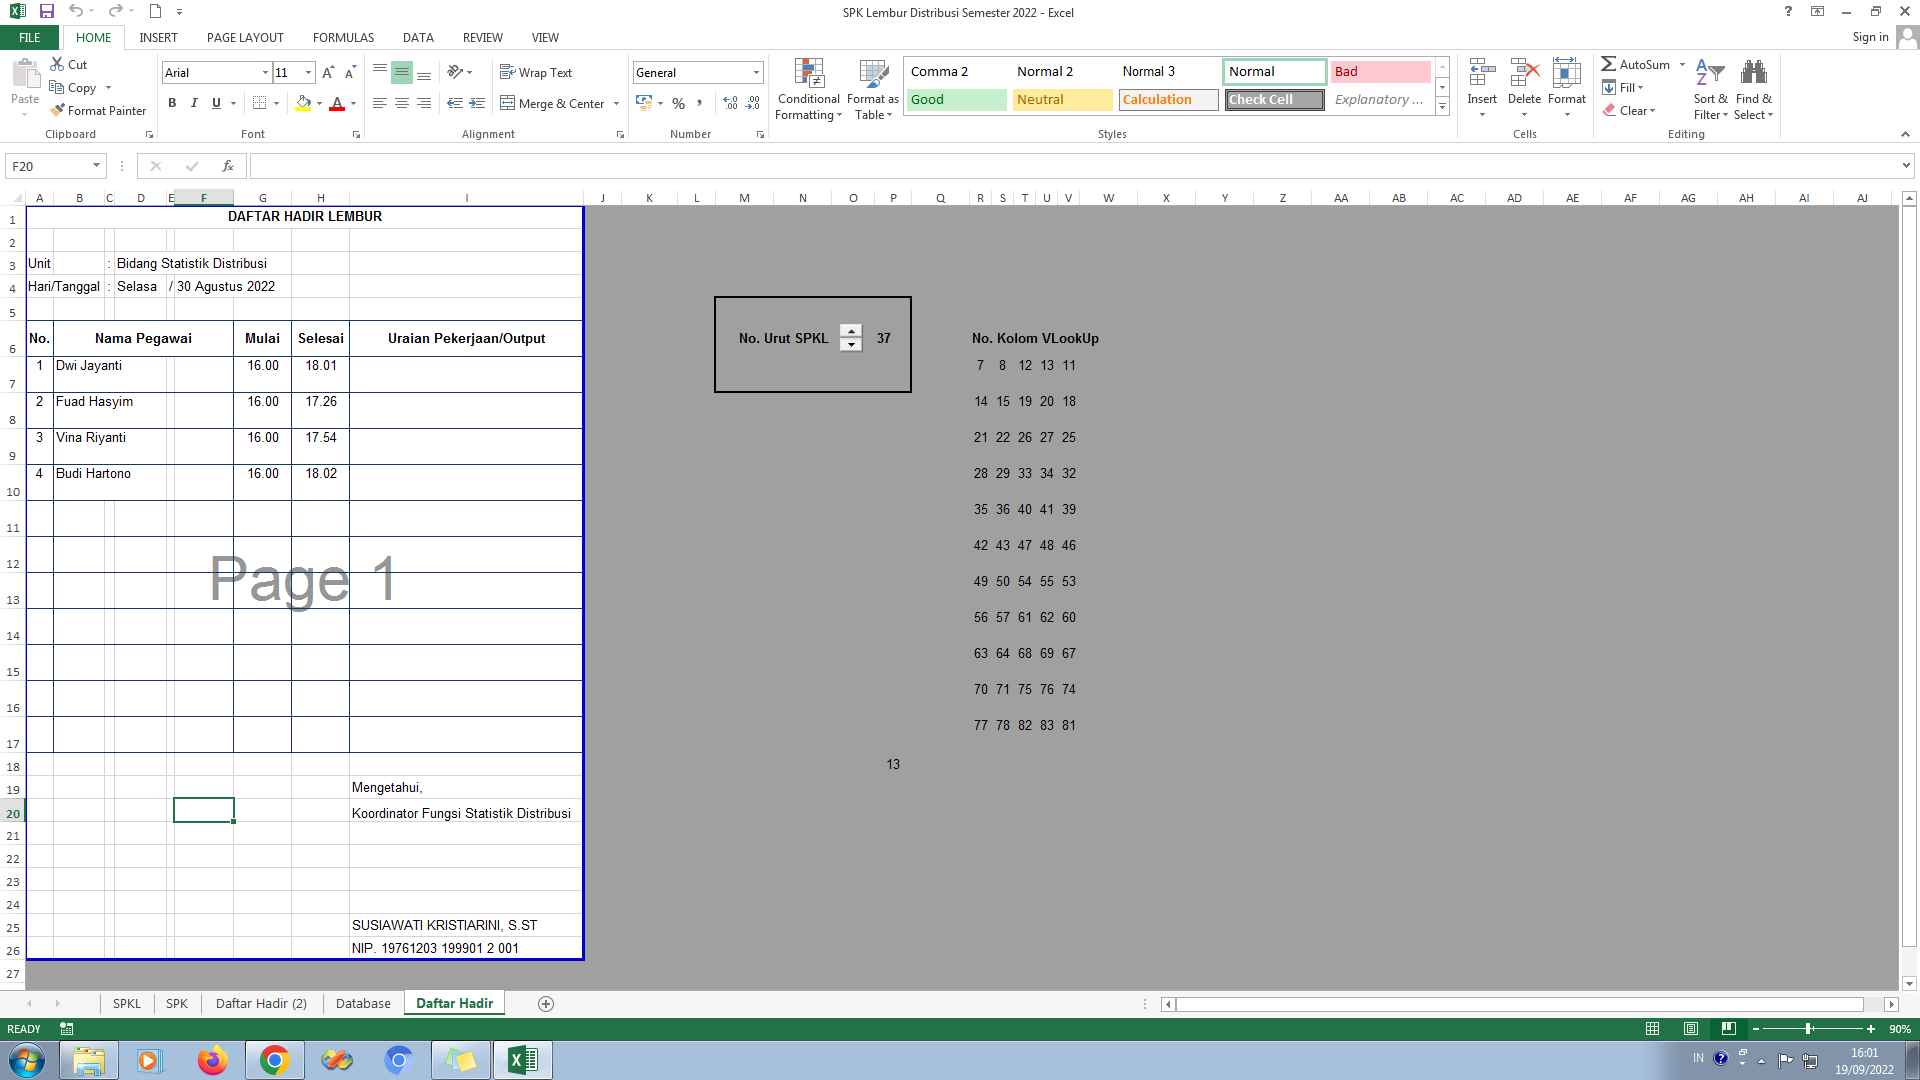 SPK Lembur Distribusi Semester 2022 - Excel
FILE HOME INSERT PAGE LAYOUT FORMULAS DATA REVIEW VIEW Sign in
Paste Cut Copy Format Painter Clipboard
Arial 11 B I U Font
Wrap Text Merge & Center Alignment
General % Number
Conditional Formatting Format as Table
Comma 2 Normal 2 Normal 3 Normal Bad
Good Neutral Calculation Check Cell Explanatory ...
Styles
Insert Delete Format Cells
AutoSum Fill Clear Sort & Filter Find & Select Editing
F20 fx
A B C D E F G H I J K L M N O P Q R S T U V W X Y Z AA AB AC AD AE AF AG AH AI AJ
1 DAFTAR HADIR LEMBUR
2
3 Unit : Bidang Statistik Distribusi
4 Hari/Tanggal : Selasa / 30 Agustus 2022
5
6 No. Nama Pegawai Mulai Selesai Uraian Pekerjaan/Output No. Urut SPKL 37 No. Kolom VLookUp
7 1 Dwi Jayanti 16.00 18.01 7 8 12 13 11
8 2 Fuad Hasyim 16.00 17.26 14 15 19 20 18
9 3 Vina Riyanti 16.00 17.54 21 22 26 27 25
10 4 Budi Hartono 16.00 18.02 28 29 33 34 32
11 35 36 40 41 39
12 42 43 47 48 46
Page 1
13 49 50 54 55 53
14 56 57 61 62 60
15 63 64 68 69 67
16 70 71 75 76 74
17 77 78 82 83 81
18 13
19 Mengetahui,
20 Koordinator Fungsi Statistik Distribusi
21
22
23
24
25 SUSIAWATI KRISTIARINI, S.ST
26 NIP. 19761203 199901 2 001
27
SPKL SPK Daftar Hadir (2) Database Daftar Hadir
READY 90%
IN 16:01
19/09/2022